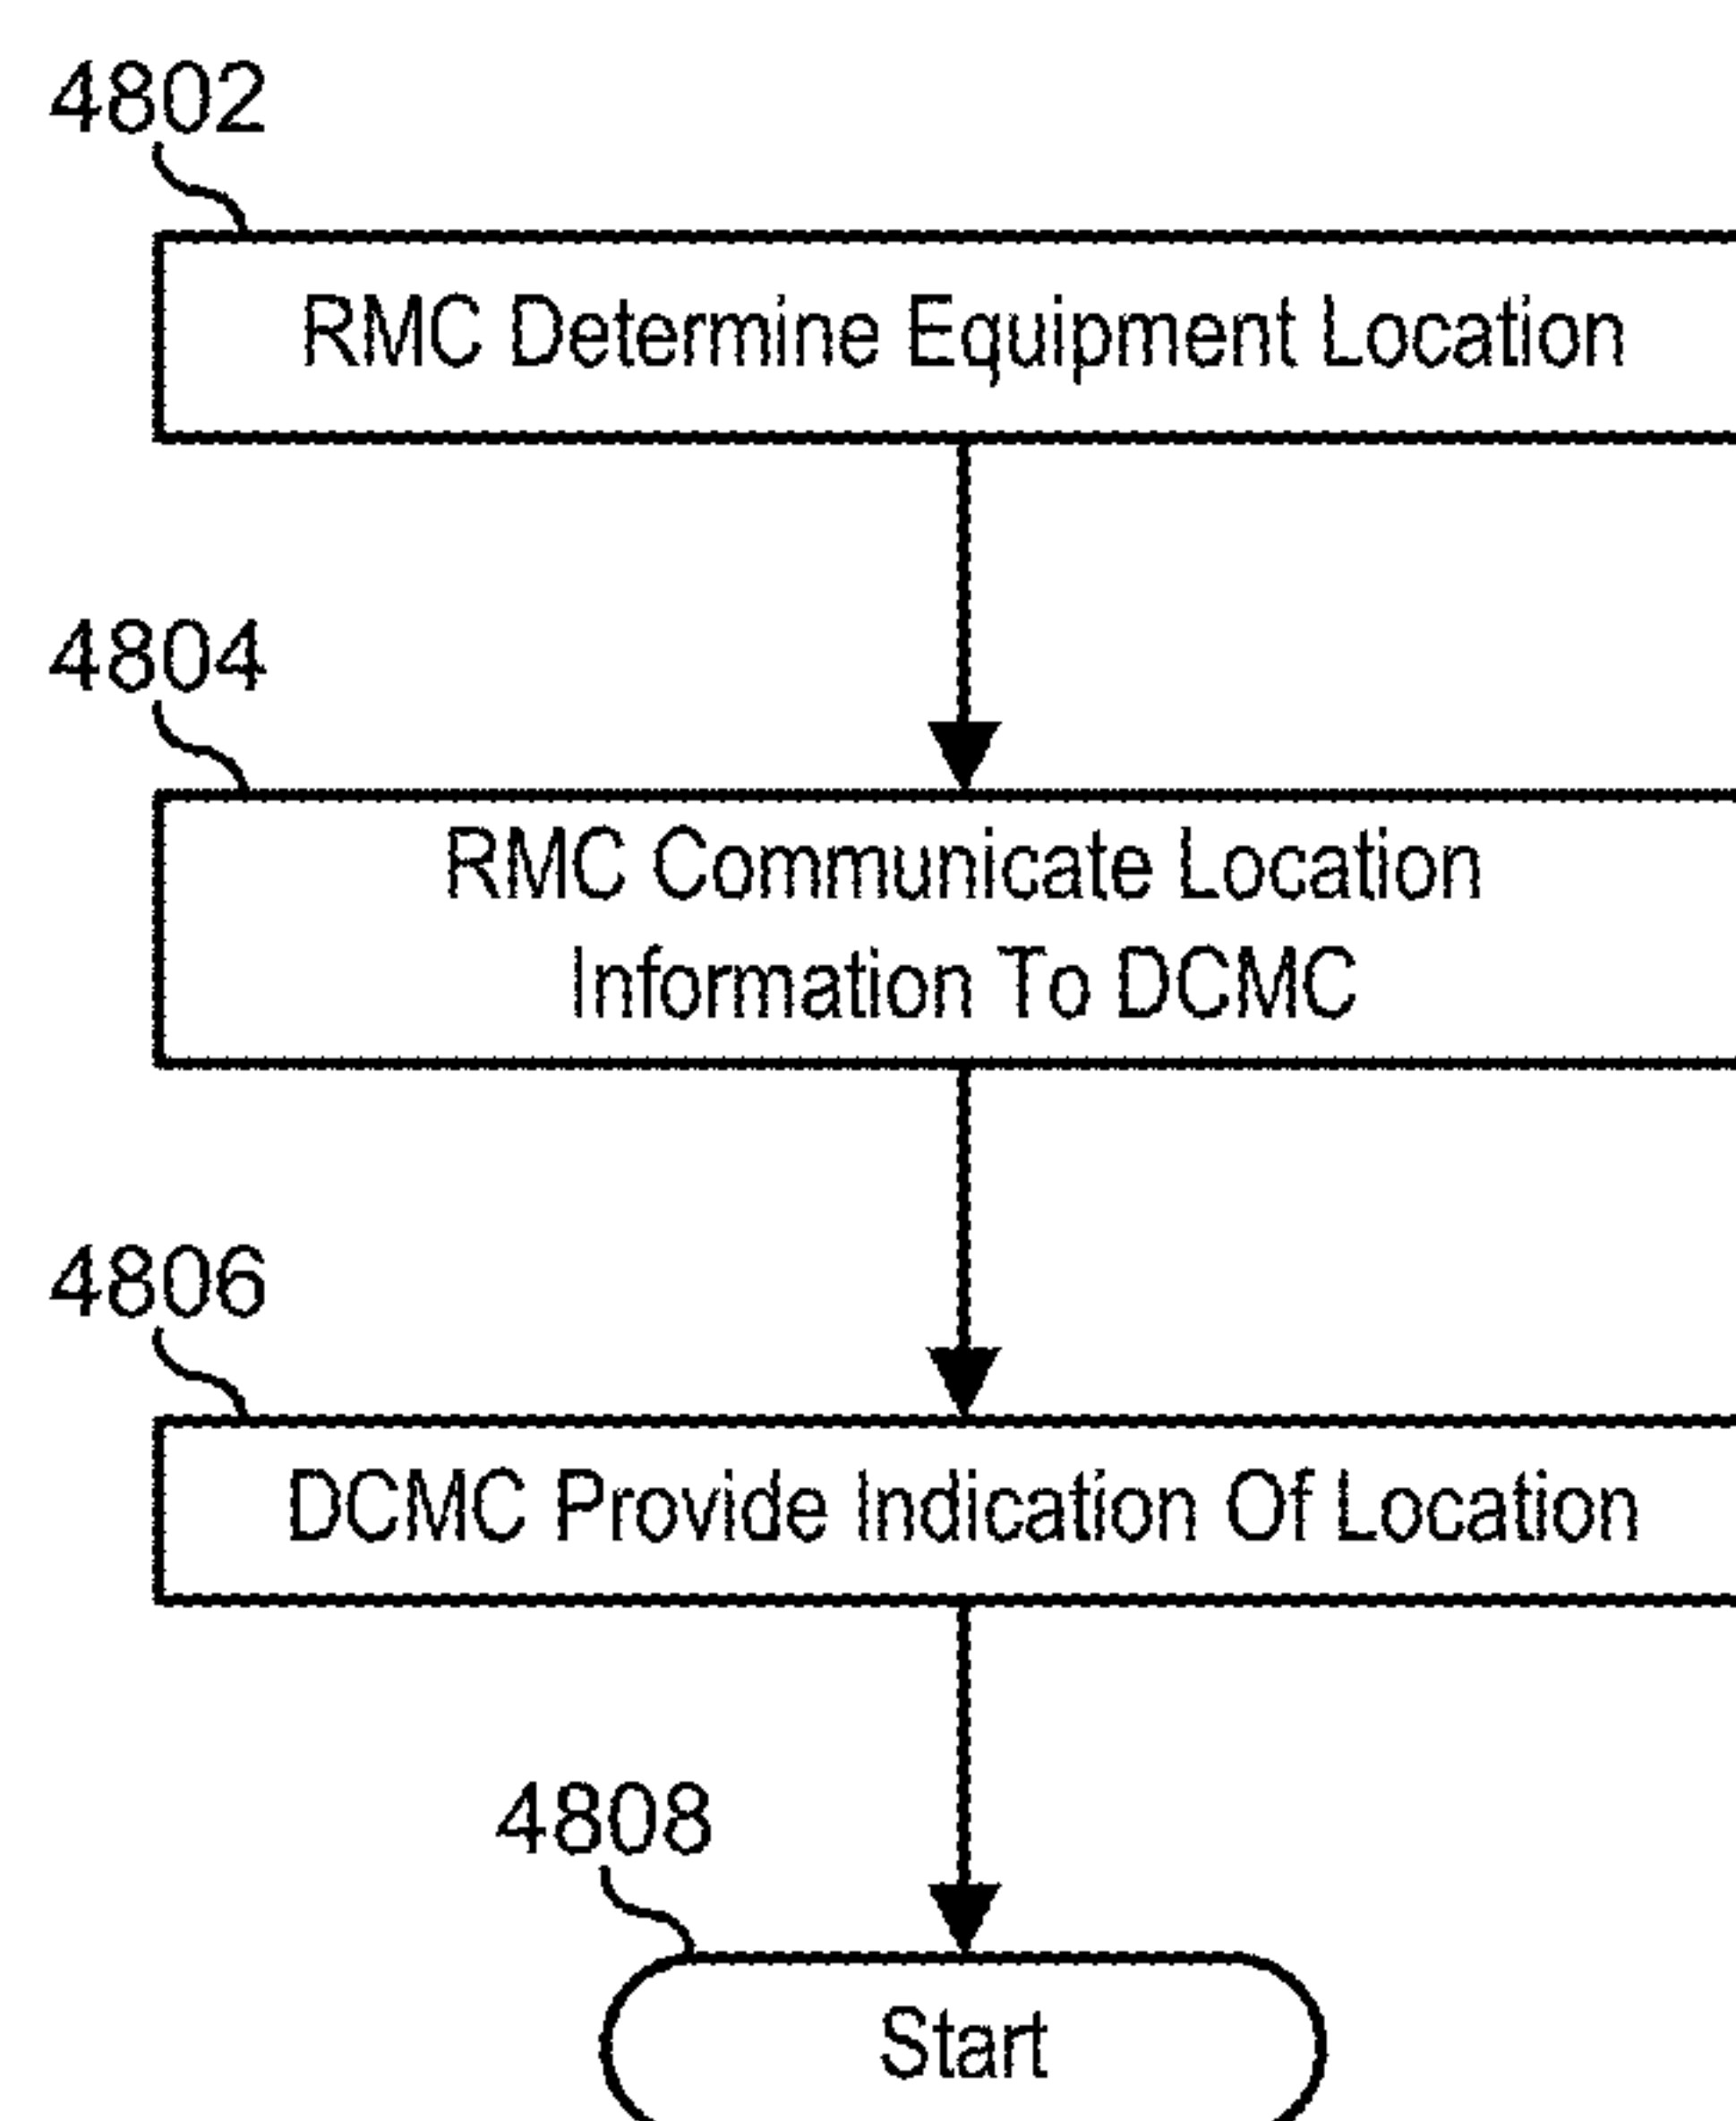 4802
RMC Determine Equipment Location
4804
RMC Communicate Location
Information To DCMC
4806
DCMC Provide Indication Of Location
4808
Start